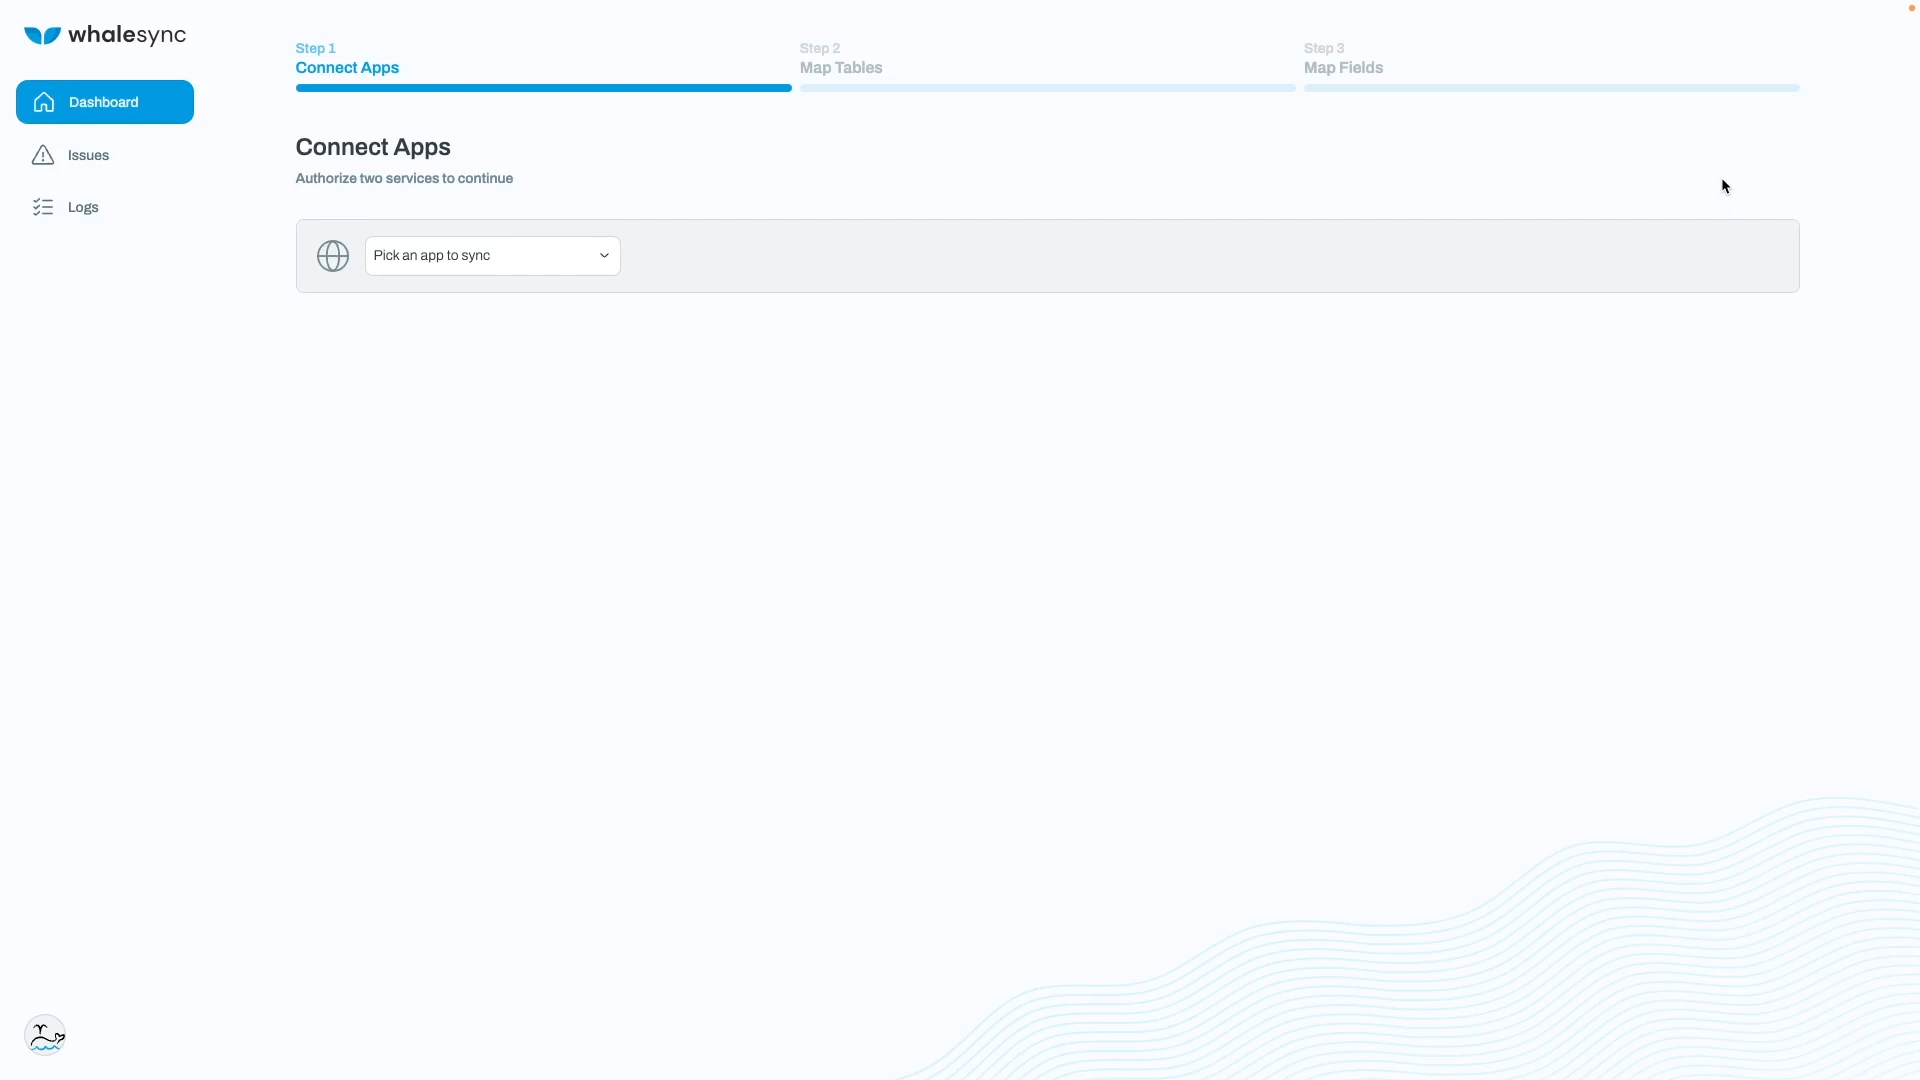 whalesync
Dashboard
Issues
Logs
Step 1
Connect Apps
Step 2
Map Tables
Step 3
Map Fields
Connect Apps
Authorize two services to continue
Pick an app to sync